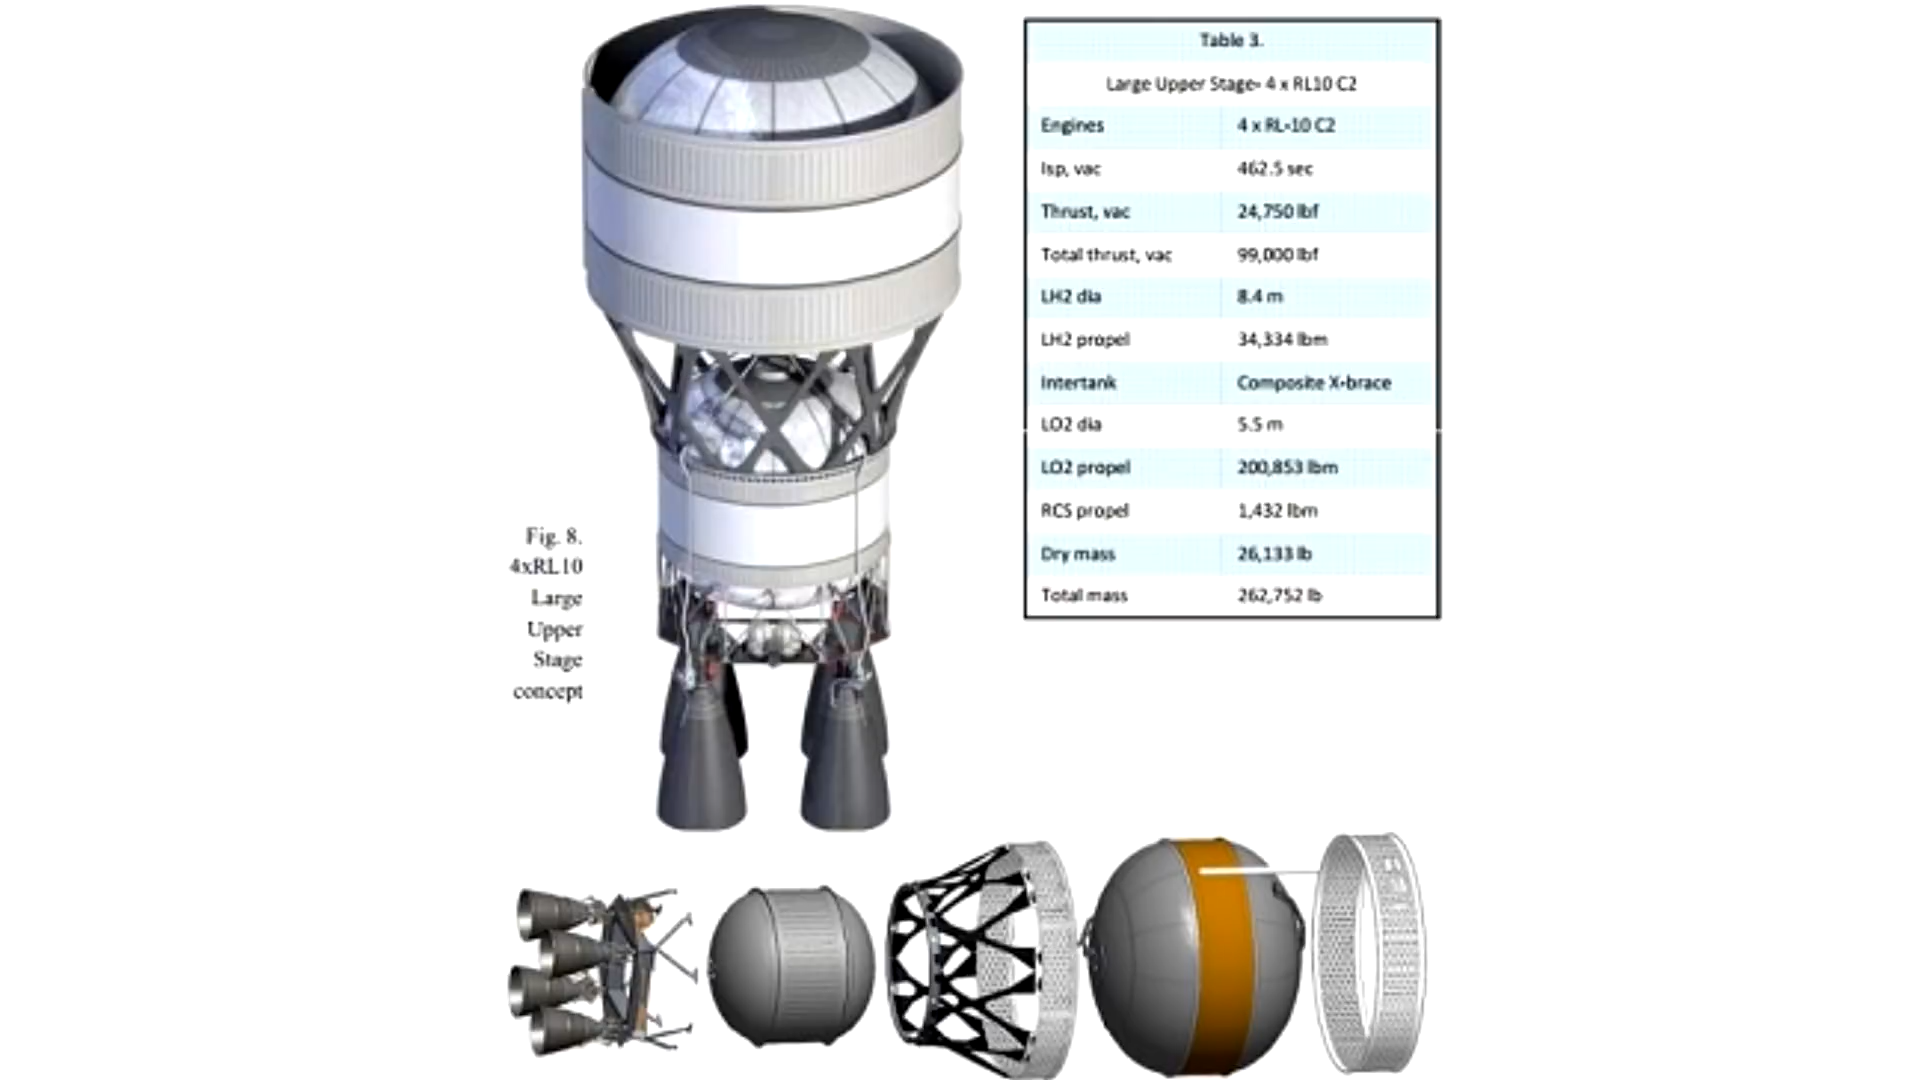 Table 3.
Large Upper Stage- 4 x RL10 C2
Engines 4 x RL-10 C2
Isp, vac 462.5 sec
Thrust, vac 24,750 lbf
Total thrust, vac 99,000 lbf
LH2 dia 8.4 m
LH2 propel 34,334 lbm
Intertank Composite X-brace
LO2 dia 5.5 m
LO2 propel 200,853 lbm
RCS propel 1,432 lbm
Dry mass 26,133 lb
Total mass 262,752 lb
Fig. 8.
4xRL10
Large
Upper
Stage
concept